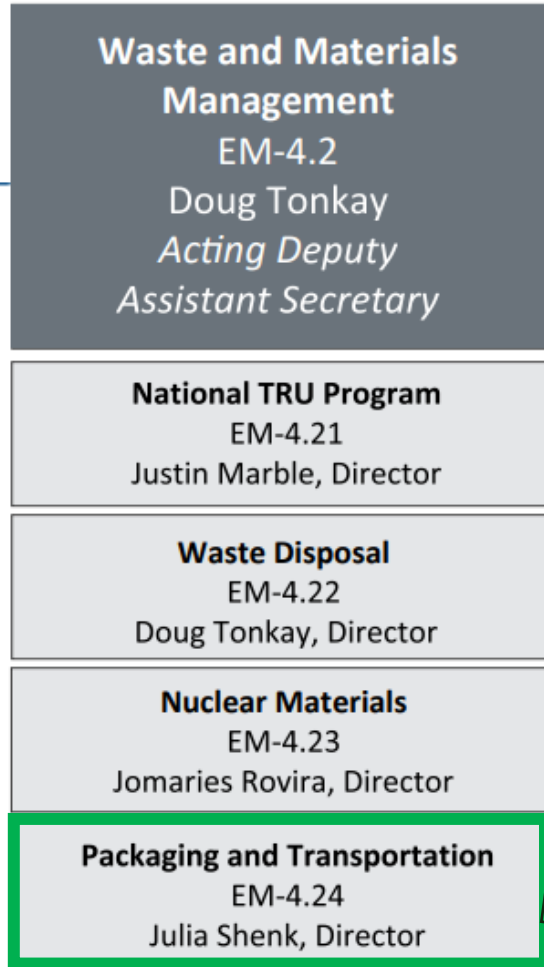 Waste and Materials
Management
EM-4.2
Doug Tonkay
Acting Deputy
Assistant Secretary
National TRU Program
EM-4.21
Justin Marble, Director
Waste Disposal
EM-4.22
Doug Tonkay, Director
Nuclear Materials
EM-4.23
Jomaries Rovira, Director
Packaging and Transportation
EM-4.24
Julia Shenk, Director